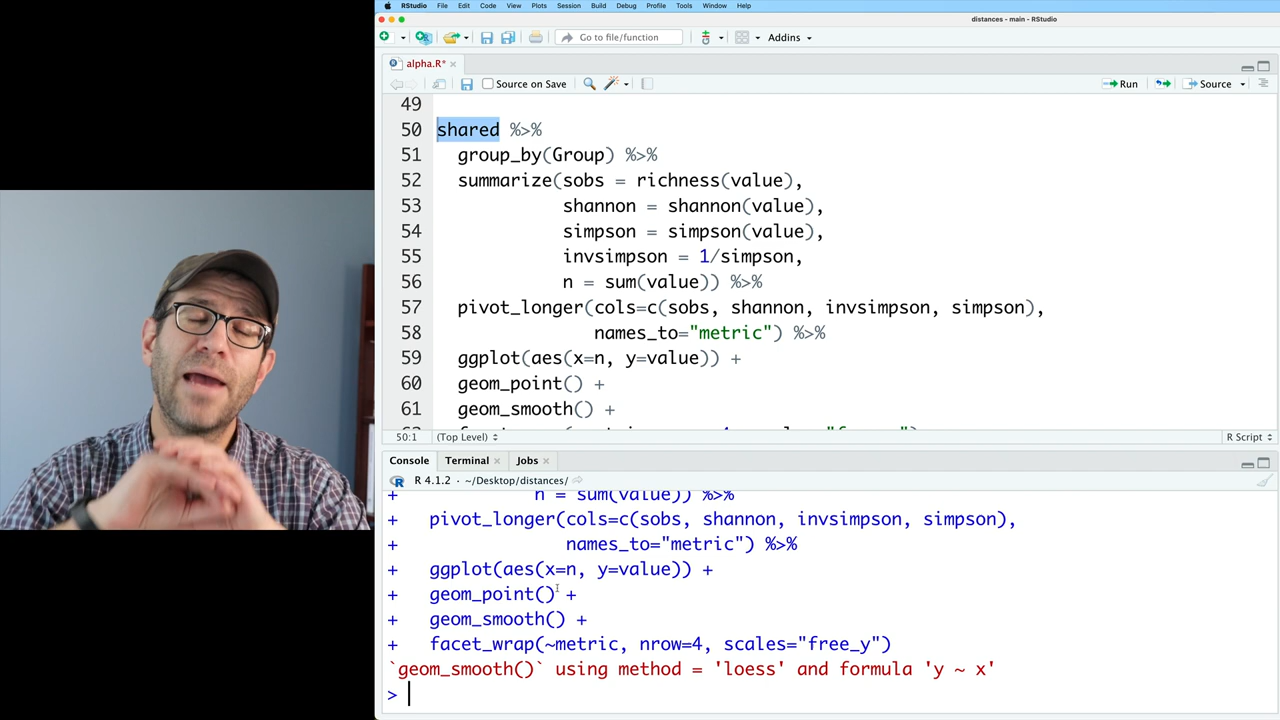 RStudio File Edit Code View Plots Session Build Debug Profile Tools Window Help
distances - main - RStudio
Go to file/function Addins
alpha.R*
Source on Save Run Source
49
50 shared %>%
51 group_by(Group) %>%
52 summarize(sobs = richness(value),
53 shannon = shannon(value),
54 simpson = simpson(value),
55 invsimpson = 1/simpson,
56 n = sum(value)) %>%
57 pivot_longer(cols=c(sobs, shannon, invsimpson, simpson),
58 names_to="metric") %>%
59 ggplot(aes(x=n, y=value)) +
60 geom_point() +
61 geom_smooth() +
50:1 (Top Level) R Script
Console Terminal Jobs
R 4.1.2 · ~/Desktop/distances/
+ n = sum(value)) %>%
+ pivot_longer(cols=c(sobs, shannon, invsimpson, simpson),
+ names_to="metric") %>%
+ ggplot(aes(x=n, y=value)) +
+ geom_point() +
+ geom_smooth() +
+ facet_wrap(~metric, nrow=4, scales="free_y")
`geom_smooth()` using method = 'loess' and formula 'y ~ x'
>